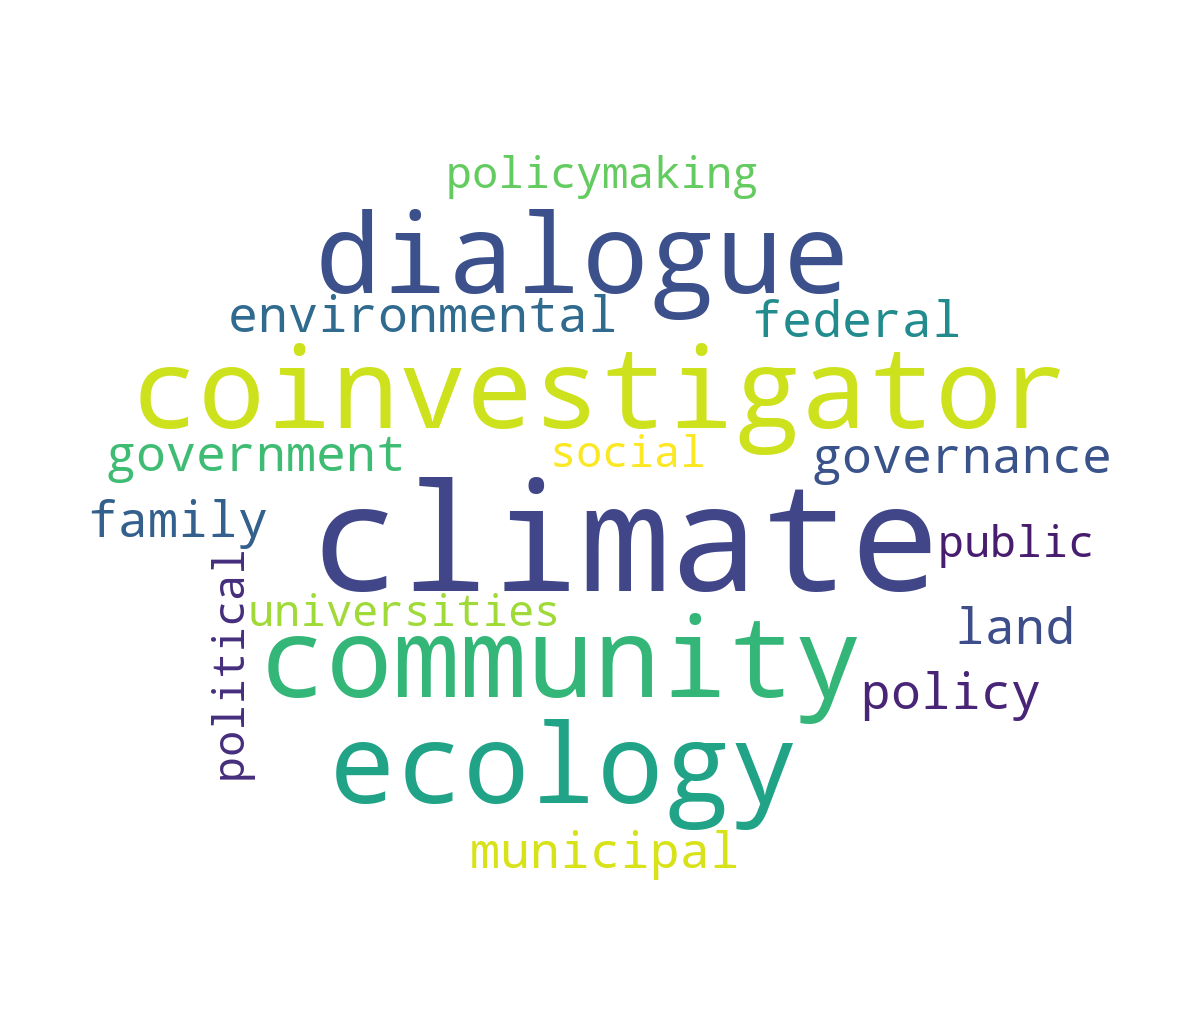 policymaking
dialogue
environmental
federal
coinvestigator
government
social
governance
family
climate
public
political
universities
land
community
policy
ecology
municipal